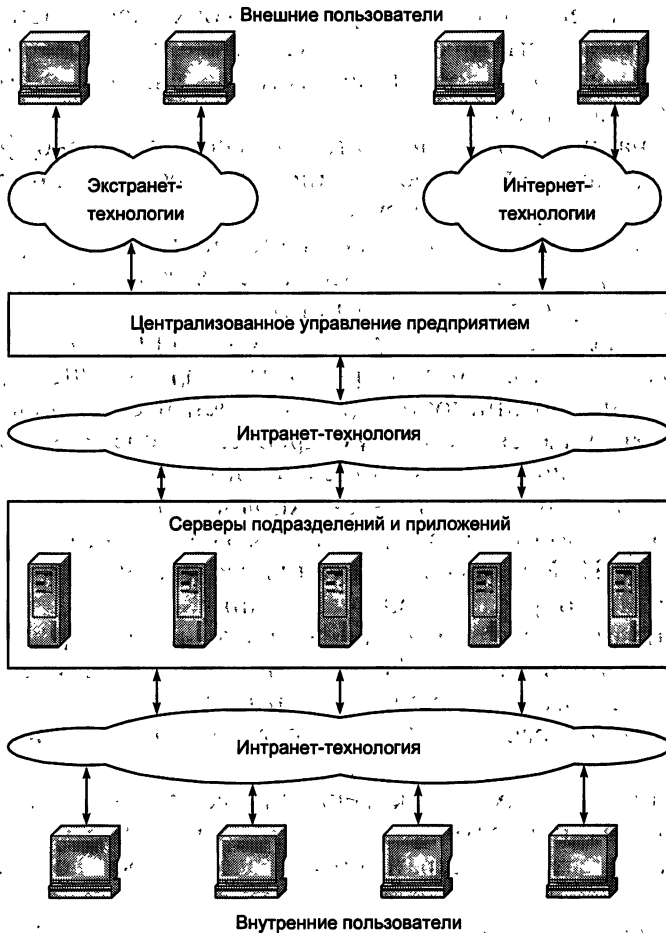 Внешние пользователи
Экстранет-
технологии
Интернет-
технологии
Централизованное управление предприятием
Интранет-технология
Серверы подразделений и приложений
Интранет-технология
Внутренние пользователи